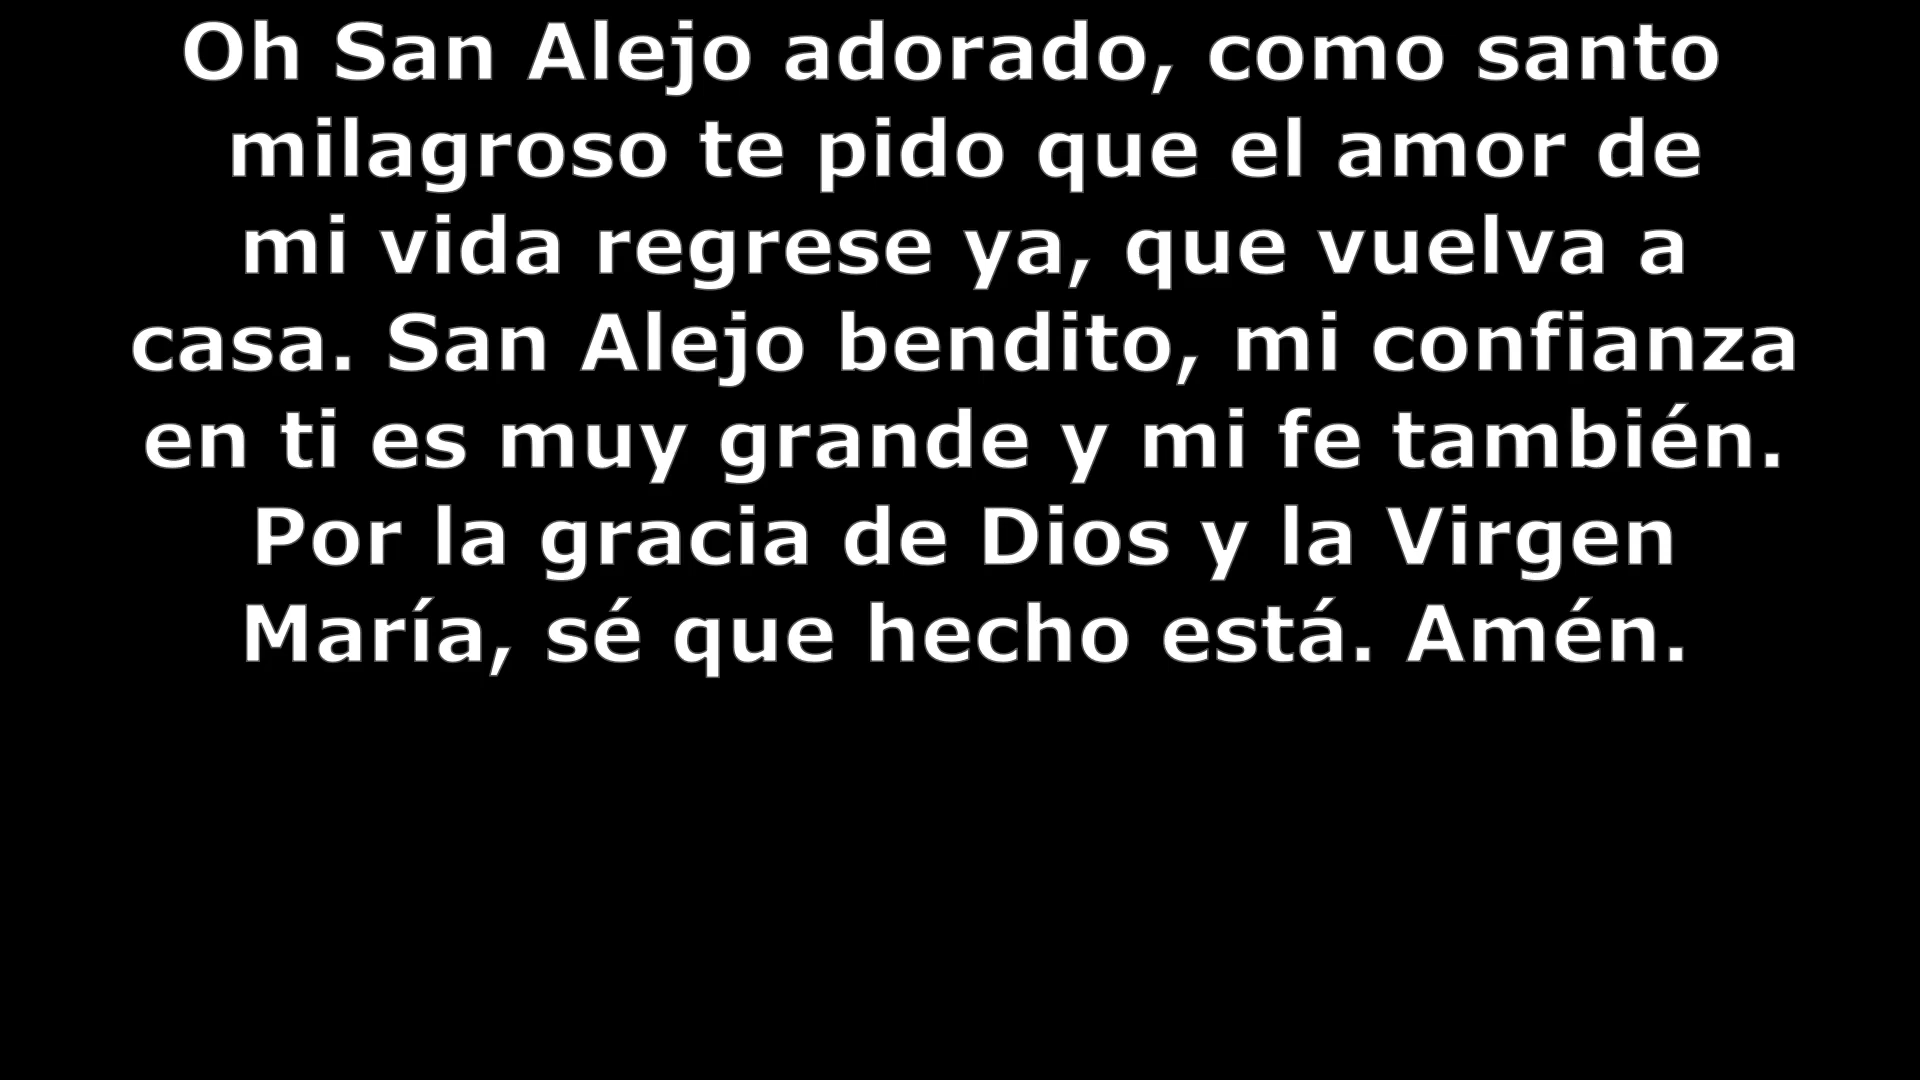 Oh San Alejo adorado, como santo
milagroso te pido que el amor de
mi vida regrese ya, que vuelva a
casa. San Alejo bendito, mi confianza
en ti es muy grande y mi fe también.
Por la gracia de Dios y la Virgen
María, sé que hecho está. Amén.